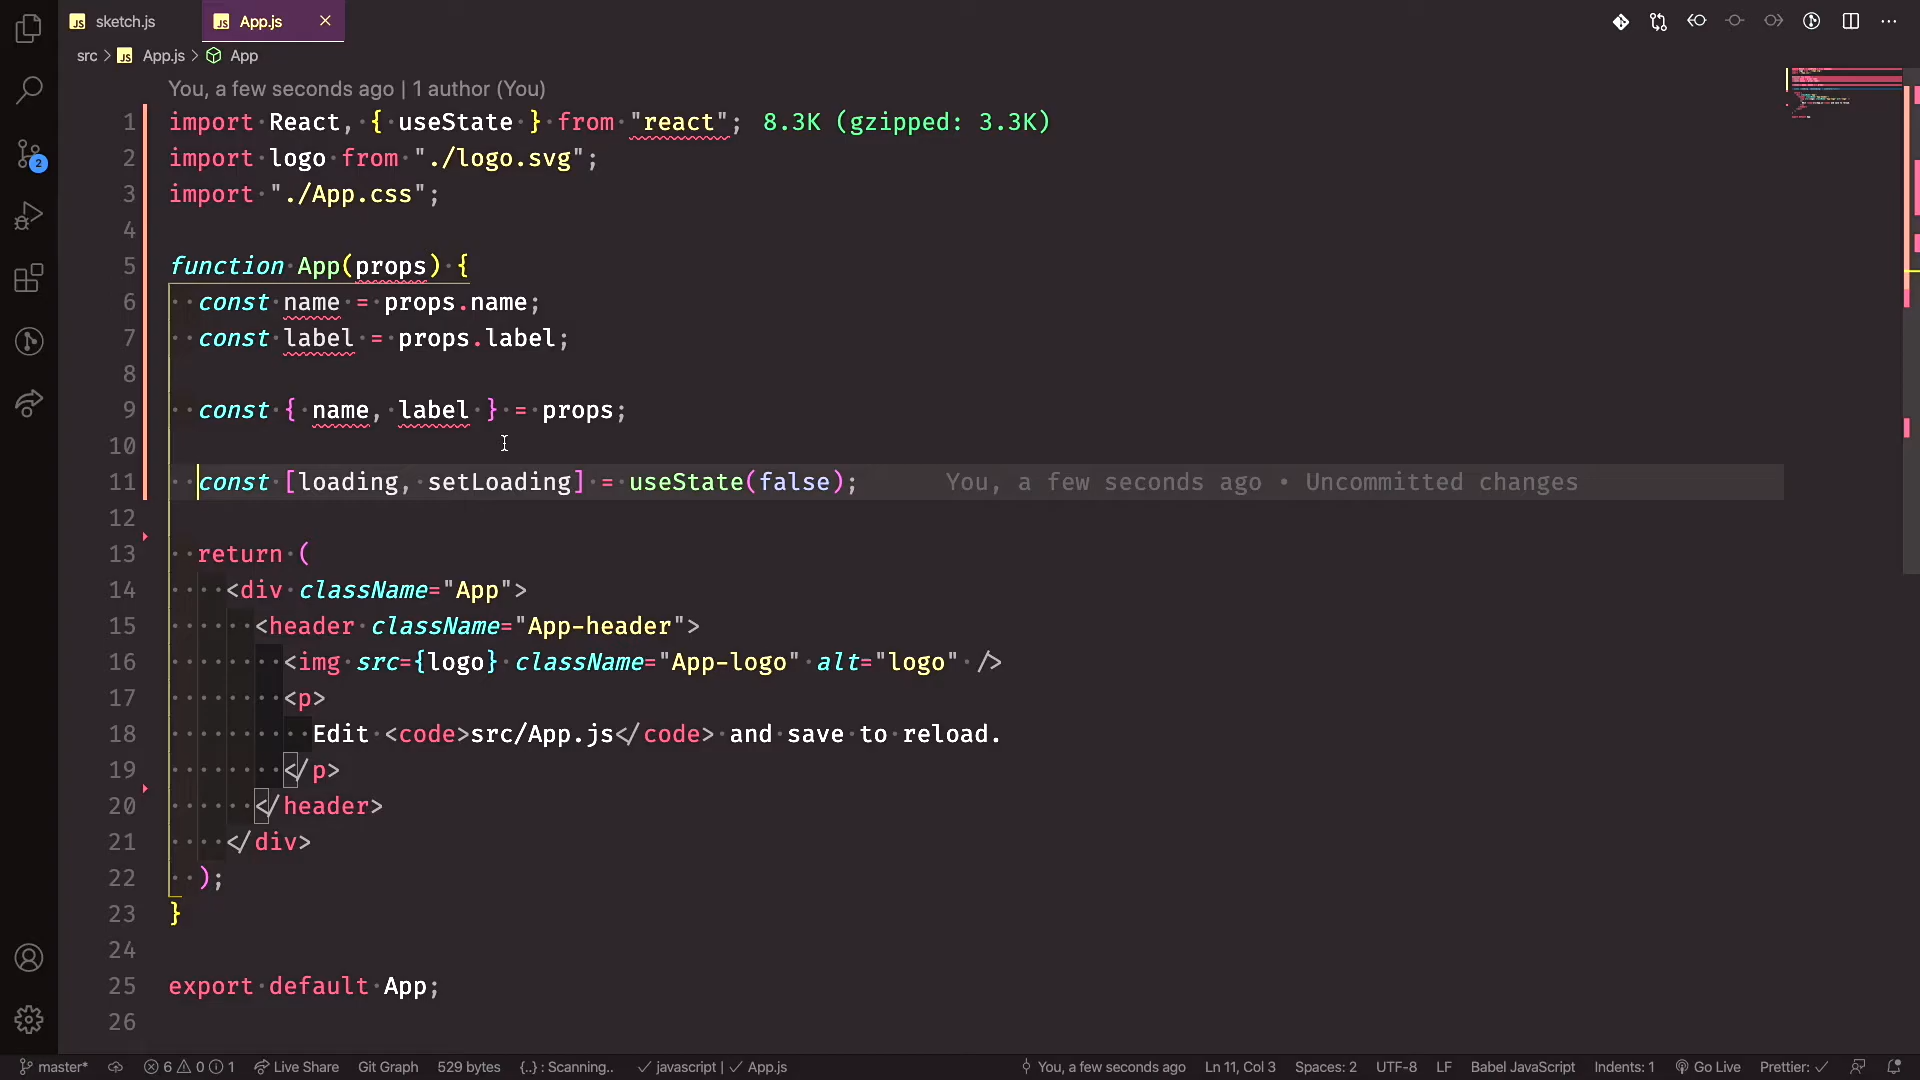 sketch.js
App.js
src > App.js > App
You, a few seconds ago | 1 author (You)
1 import React, { useState } from "react"; 8.3K (gzipped: 3.3K)
2 import logo from "./logo.svg";
3 import "./App.css";
4
5 function App(props) {
6 const name = props.name;
7 const label = props.label;
8
9 const { name, label } = props;
10
11 const [loading, setLoading] = useState(false); You, a few seconds ago • Uncommitted changes
12
13 return (
14 <div className="App">
15 <header className="App-header">
16 <img src={logo} className="App-logo" alt="logo" />
17 <p>
18 Edit <code>src/App.js</code> and save to reload.
19 </p>
20 </header>
21 </div>
22 );
23 }
24
25 export default App;
26
2
master* 6 0 1 Live Share Git Graph 529 bytes {..} : Scanning.. ✓ javascript | ✓ App.js You, a few seconds ago Ln 11, Col 3 Spaces: 2 UTF-8 LF Babel JavaScript Indents: 1 Go Live Prettier: ✓